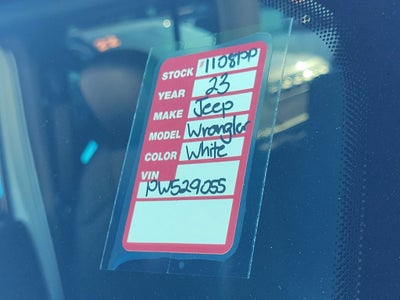 STOCK 1108PP
YEAR 23
MAKE Jeep
MODEL Wrangler
COLOR White
VIN
PW529055